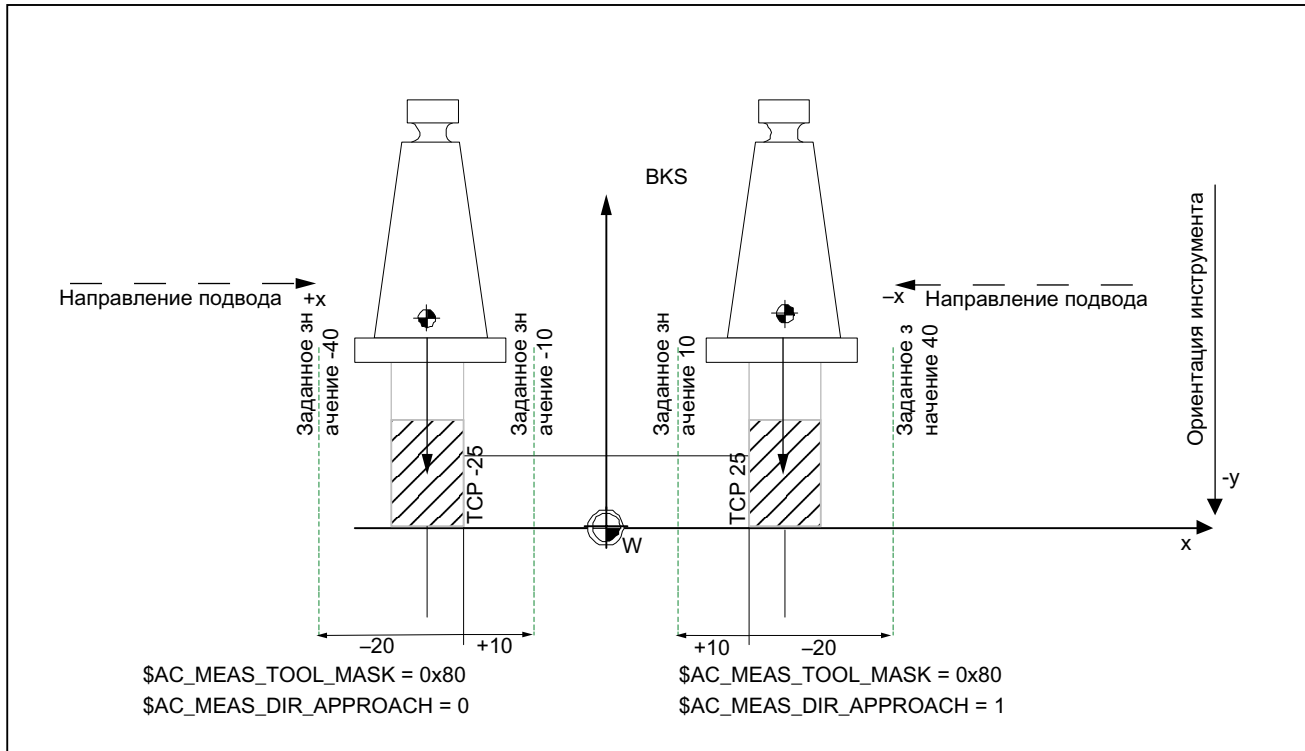 BKS
Направление подвода
+x
–x
Направление подвода
Ориентация инструмента
-y
Заданное зн
ачение -40
Заданное зн
ачение -10
Заданное зн
ачение 10
Заданное з
начение 40
TCP -25
TCP 25
W
x
–20
+10
+10
–20
$AC_MEAS_TOOL_MASK = 0x80
$AC_MEAS_DIR_APPROACH = 0
$AC_MEAS_TOOL_MASK = 0x80
$AC_MEAS_DIR_APPROACH = 1